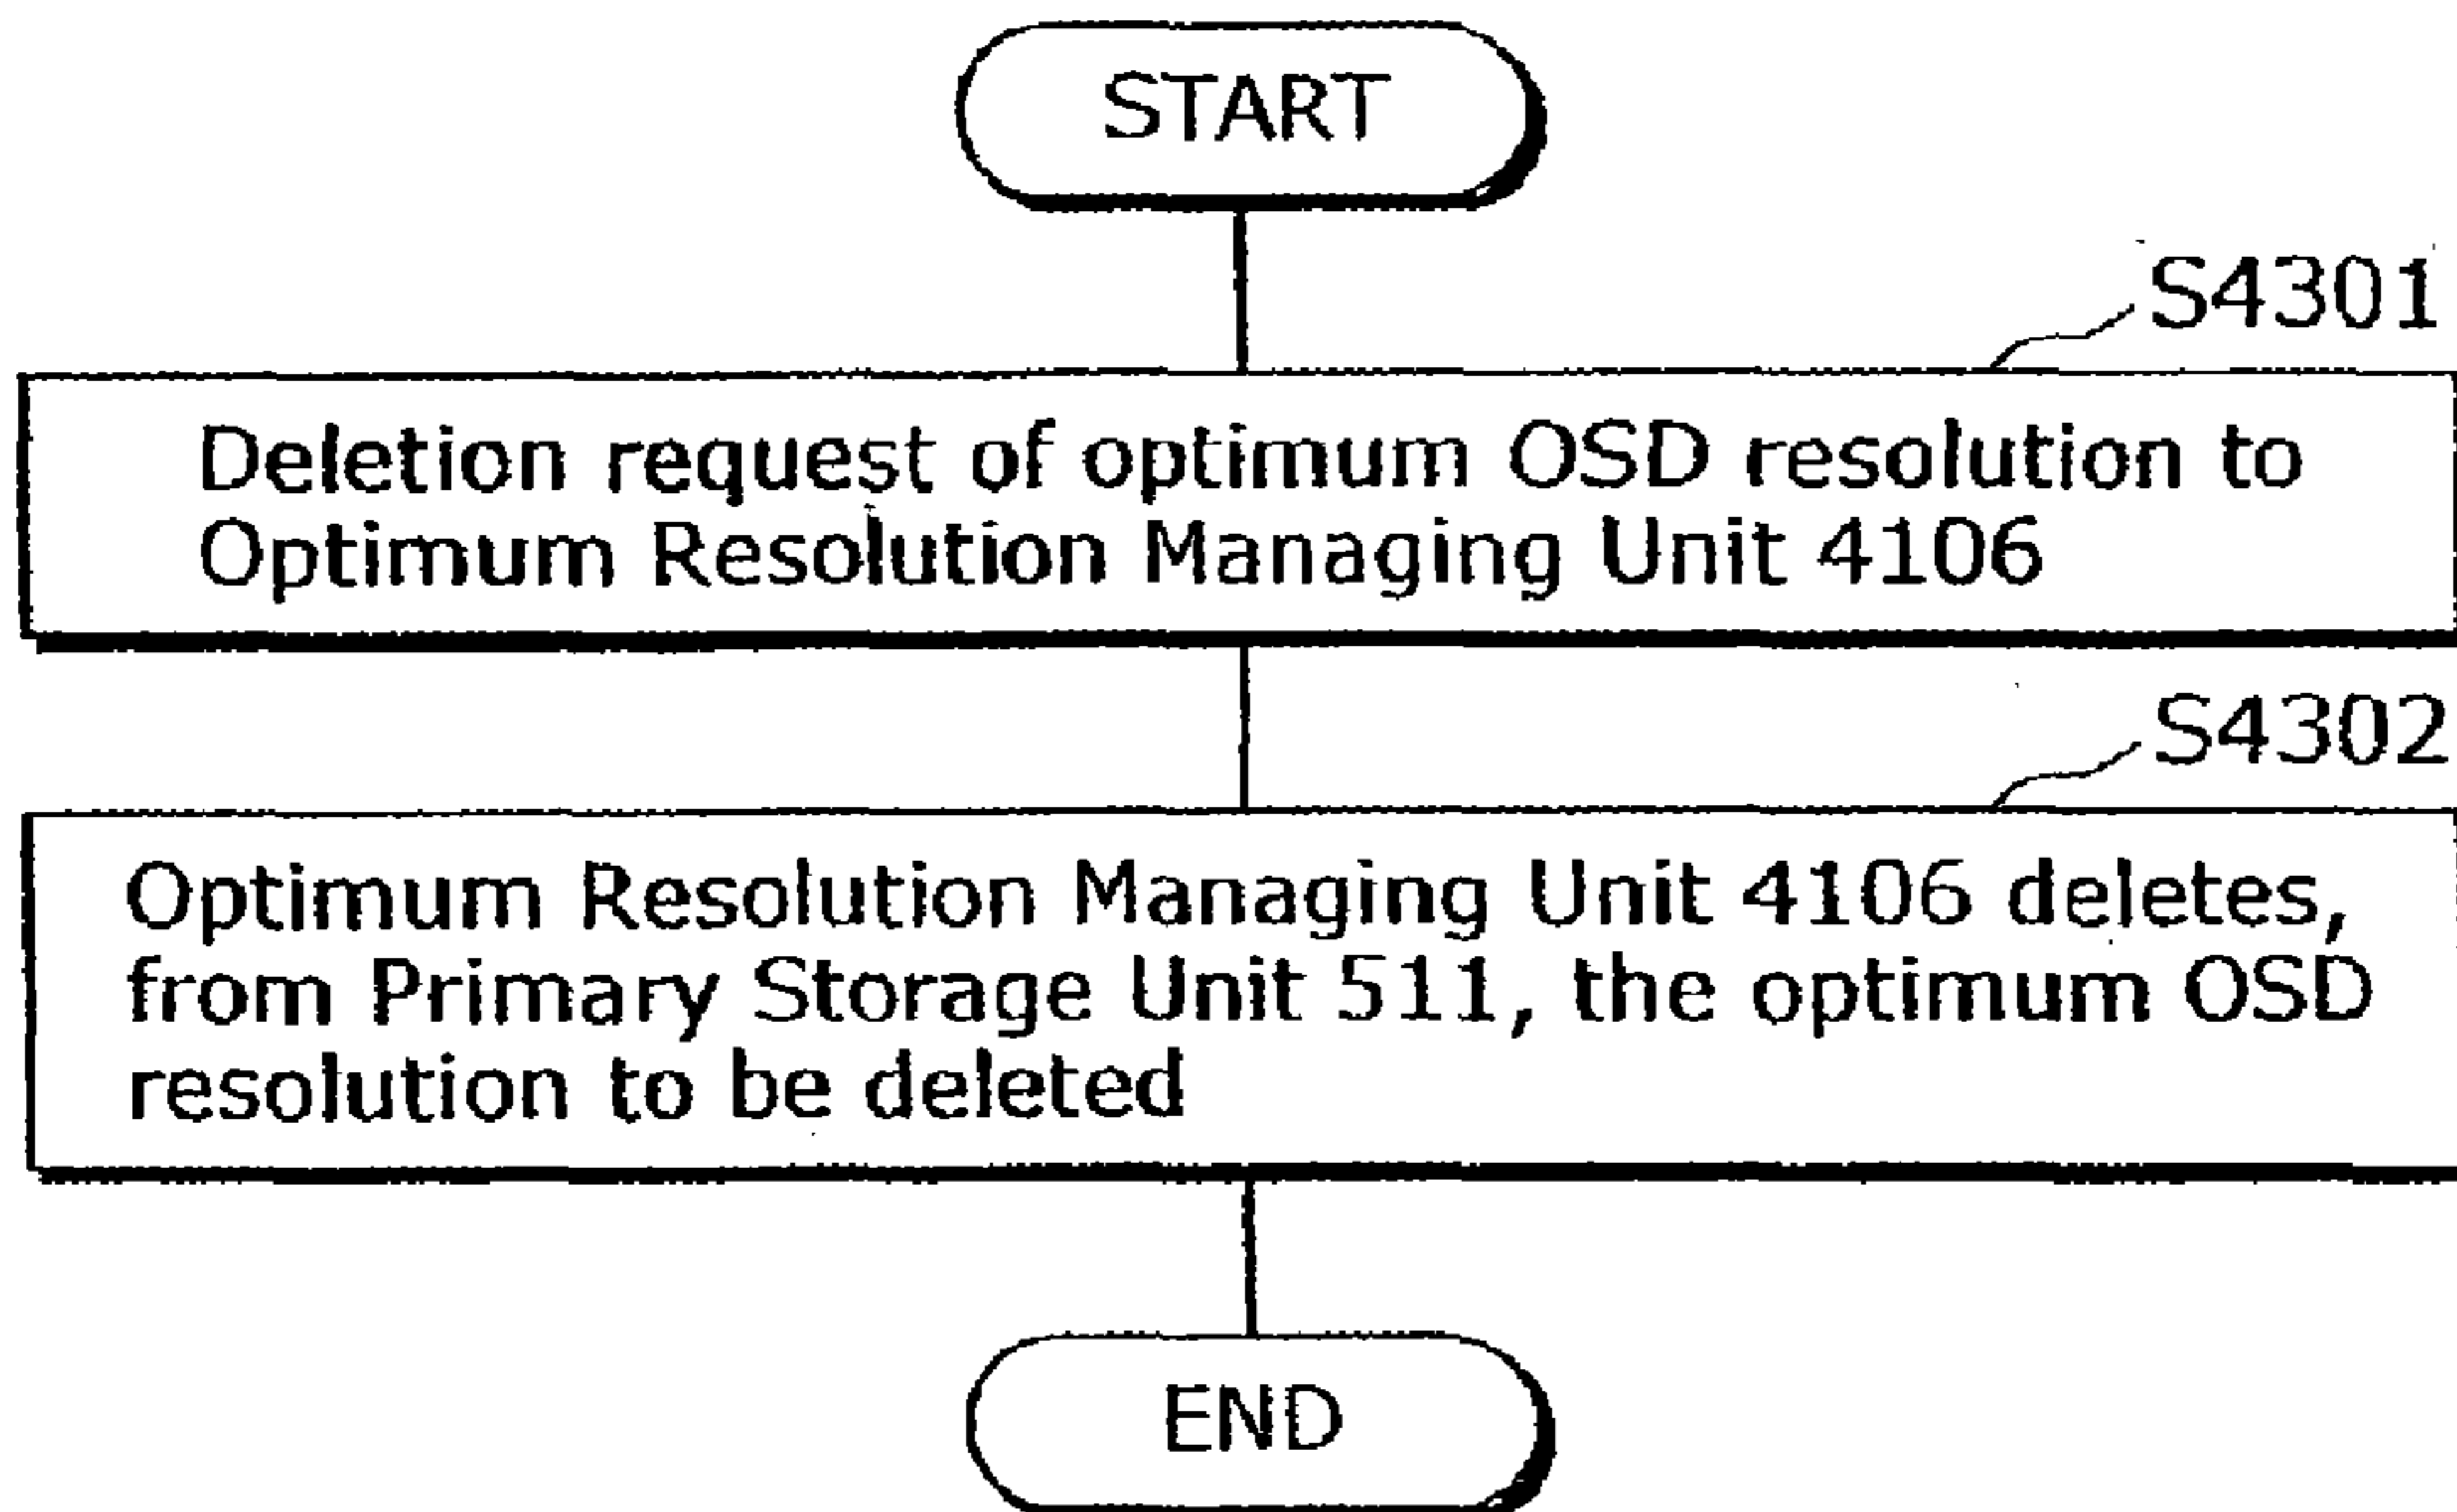 START
S4301
Deletion request of optimum OSD resolution to
Optimum Resolution Managing Unit 4106
S4302
Optimum Resolution Managing Unit 4106 deletes,
from Primary Storage Unit 511, the optimum OSD
resolution to be deleted
END